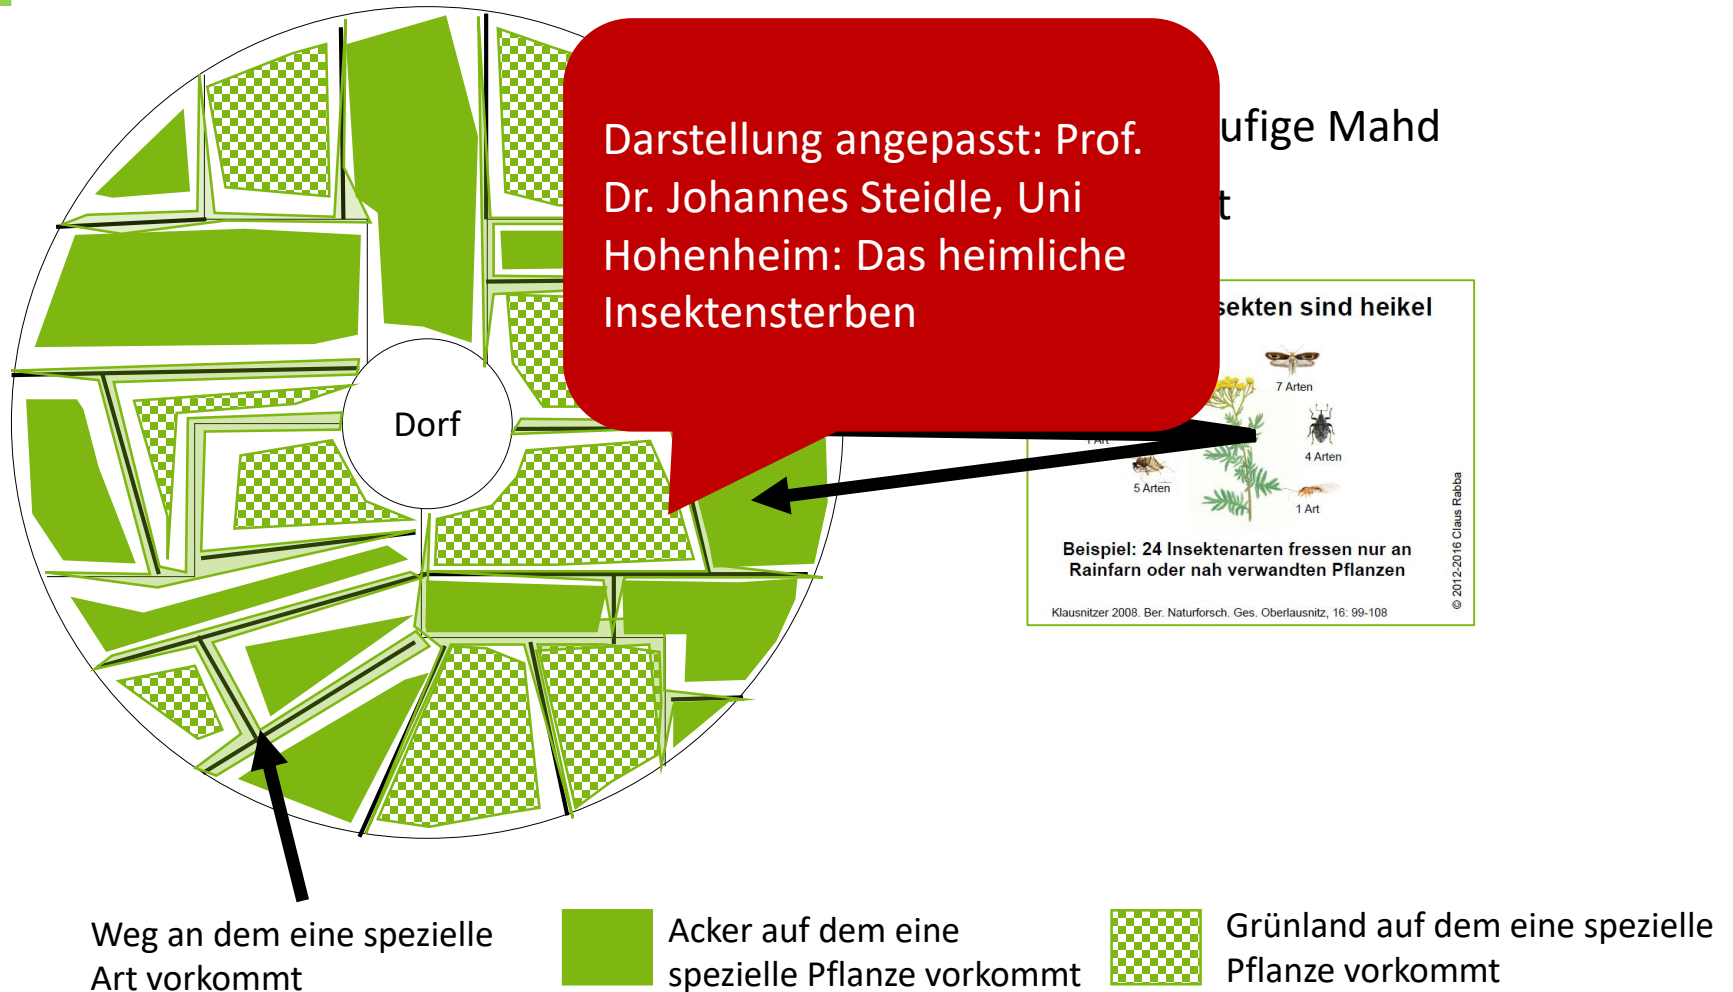 Darstellung angepasst: Prof.
Dr. Johannes Steidle, Uni
Hohenheim: Das heimliche
Insektensterben
ufige Mahd
t
sekten sind heikel
7 Arten
Dorf
1 Art
4 Arten
5 Arten
1 Art
Beispiel: 24 Insektenarten fressen nur an
Rainfarn oder nah verwandten Pflanzen
Klausnitzer 2008. Ber. Naturforsch. Ges. Oberlausnitz, 16: 99-108
© 2012-2016 Claus Rabba
Weg an dem eine spezielle
Art vorkommt
Acker auf dem eine
spezielle Pflanze vorkommt
Grünland auf dem eine spezielle
Pflanze vorkommt